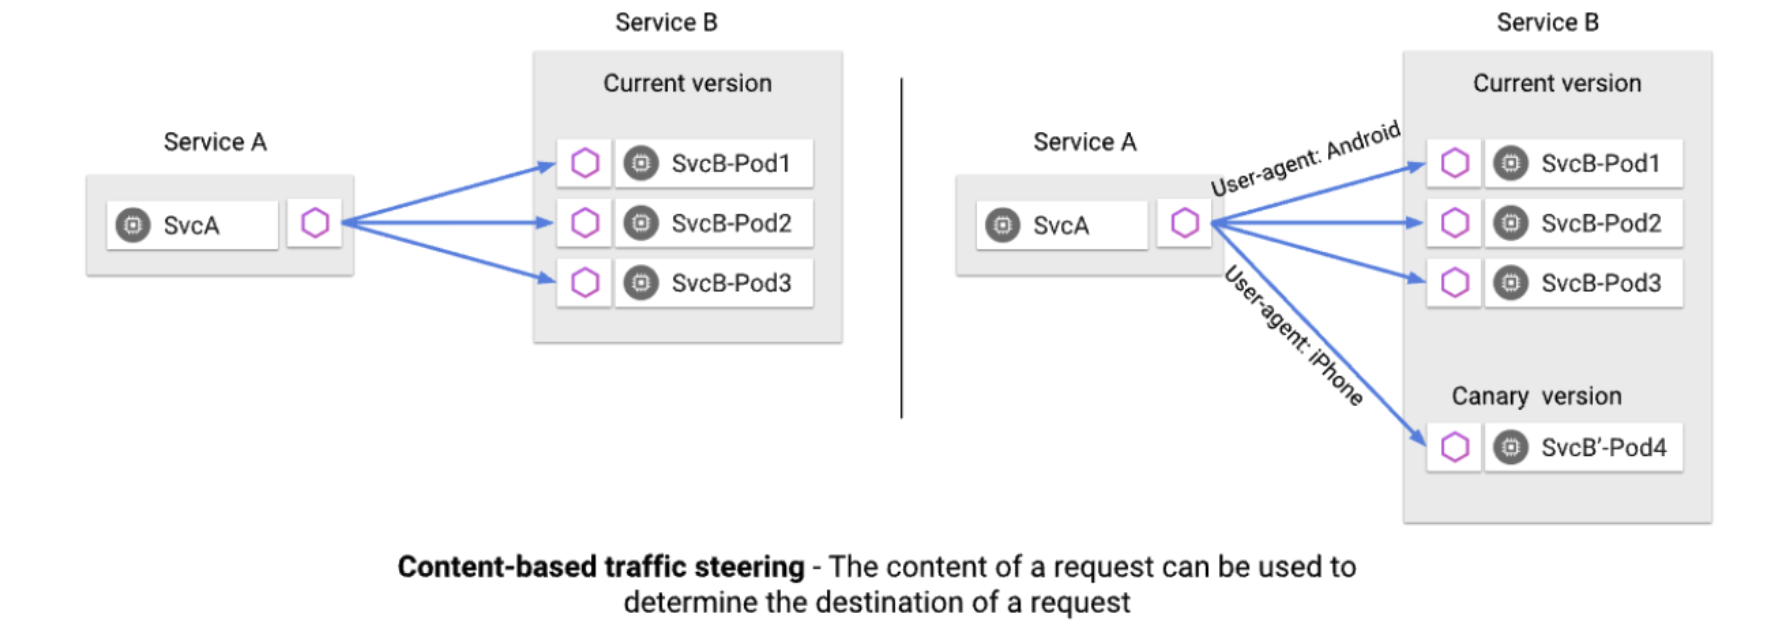 Service B
Current version
Service A
SvcA
SvcB-Pod1
SvcB-Pod2
SvcB-Pod3
Service B
Current version
Service A
SvcA
User-agent: Android
User-agent: iPhone
SvcB-Pod1
SvcB-Pod2
SvcB-Pod3
Canary version
SvcB’-Pod4
Content-based traffic steering - The content of a request can be used to
determine the destination of a request